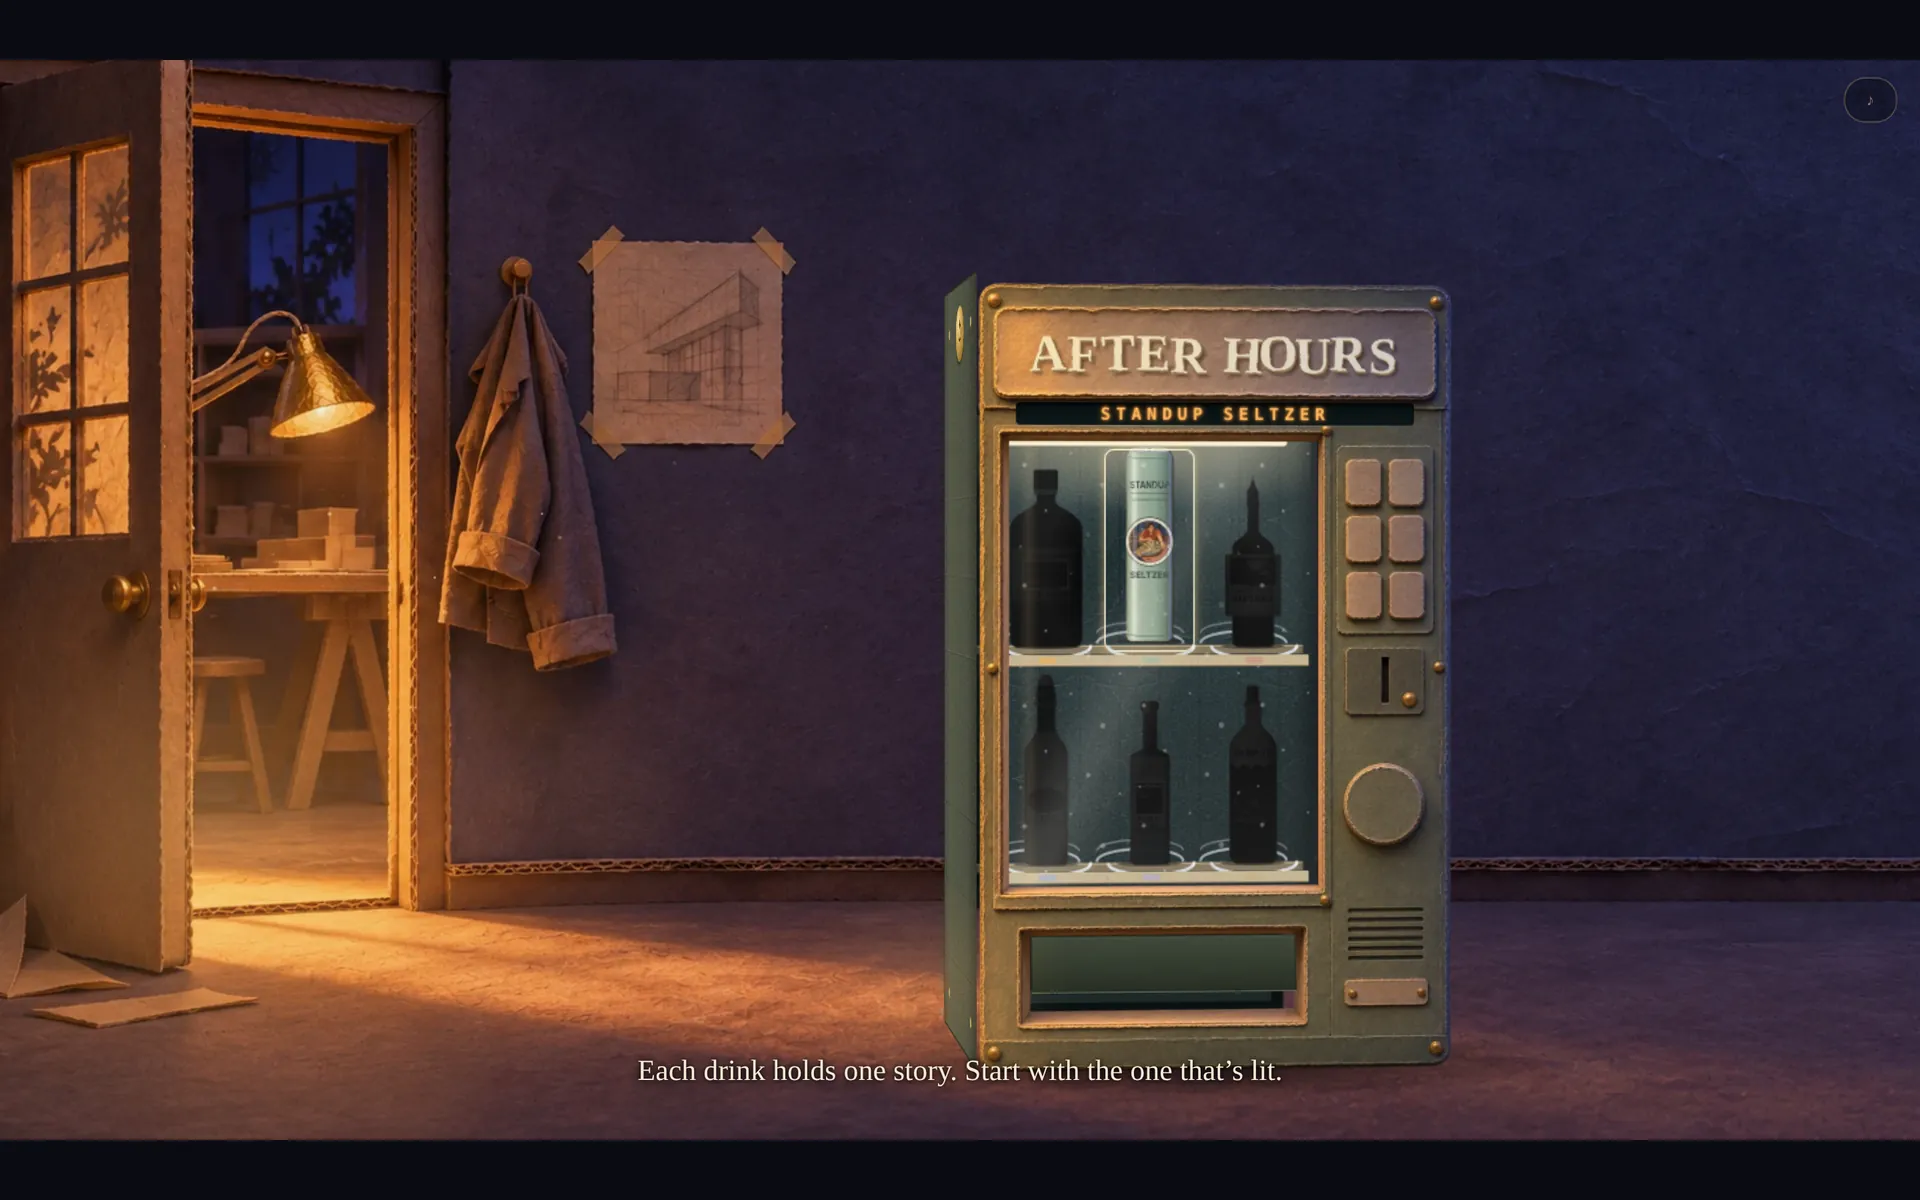 ♪
AFTER HOURS
STANDUP SELTZER
STANDUP
SELTZER
Each drink holds one story. Start with the one that’s lit.